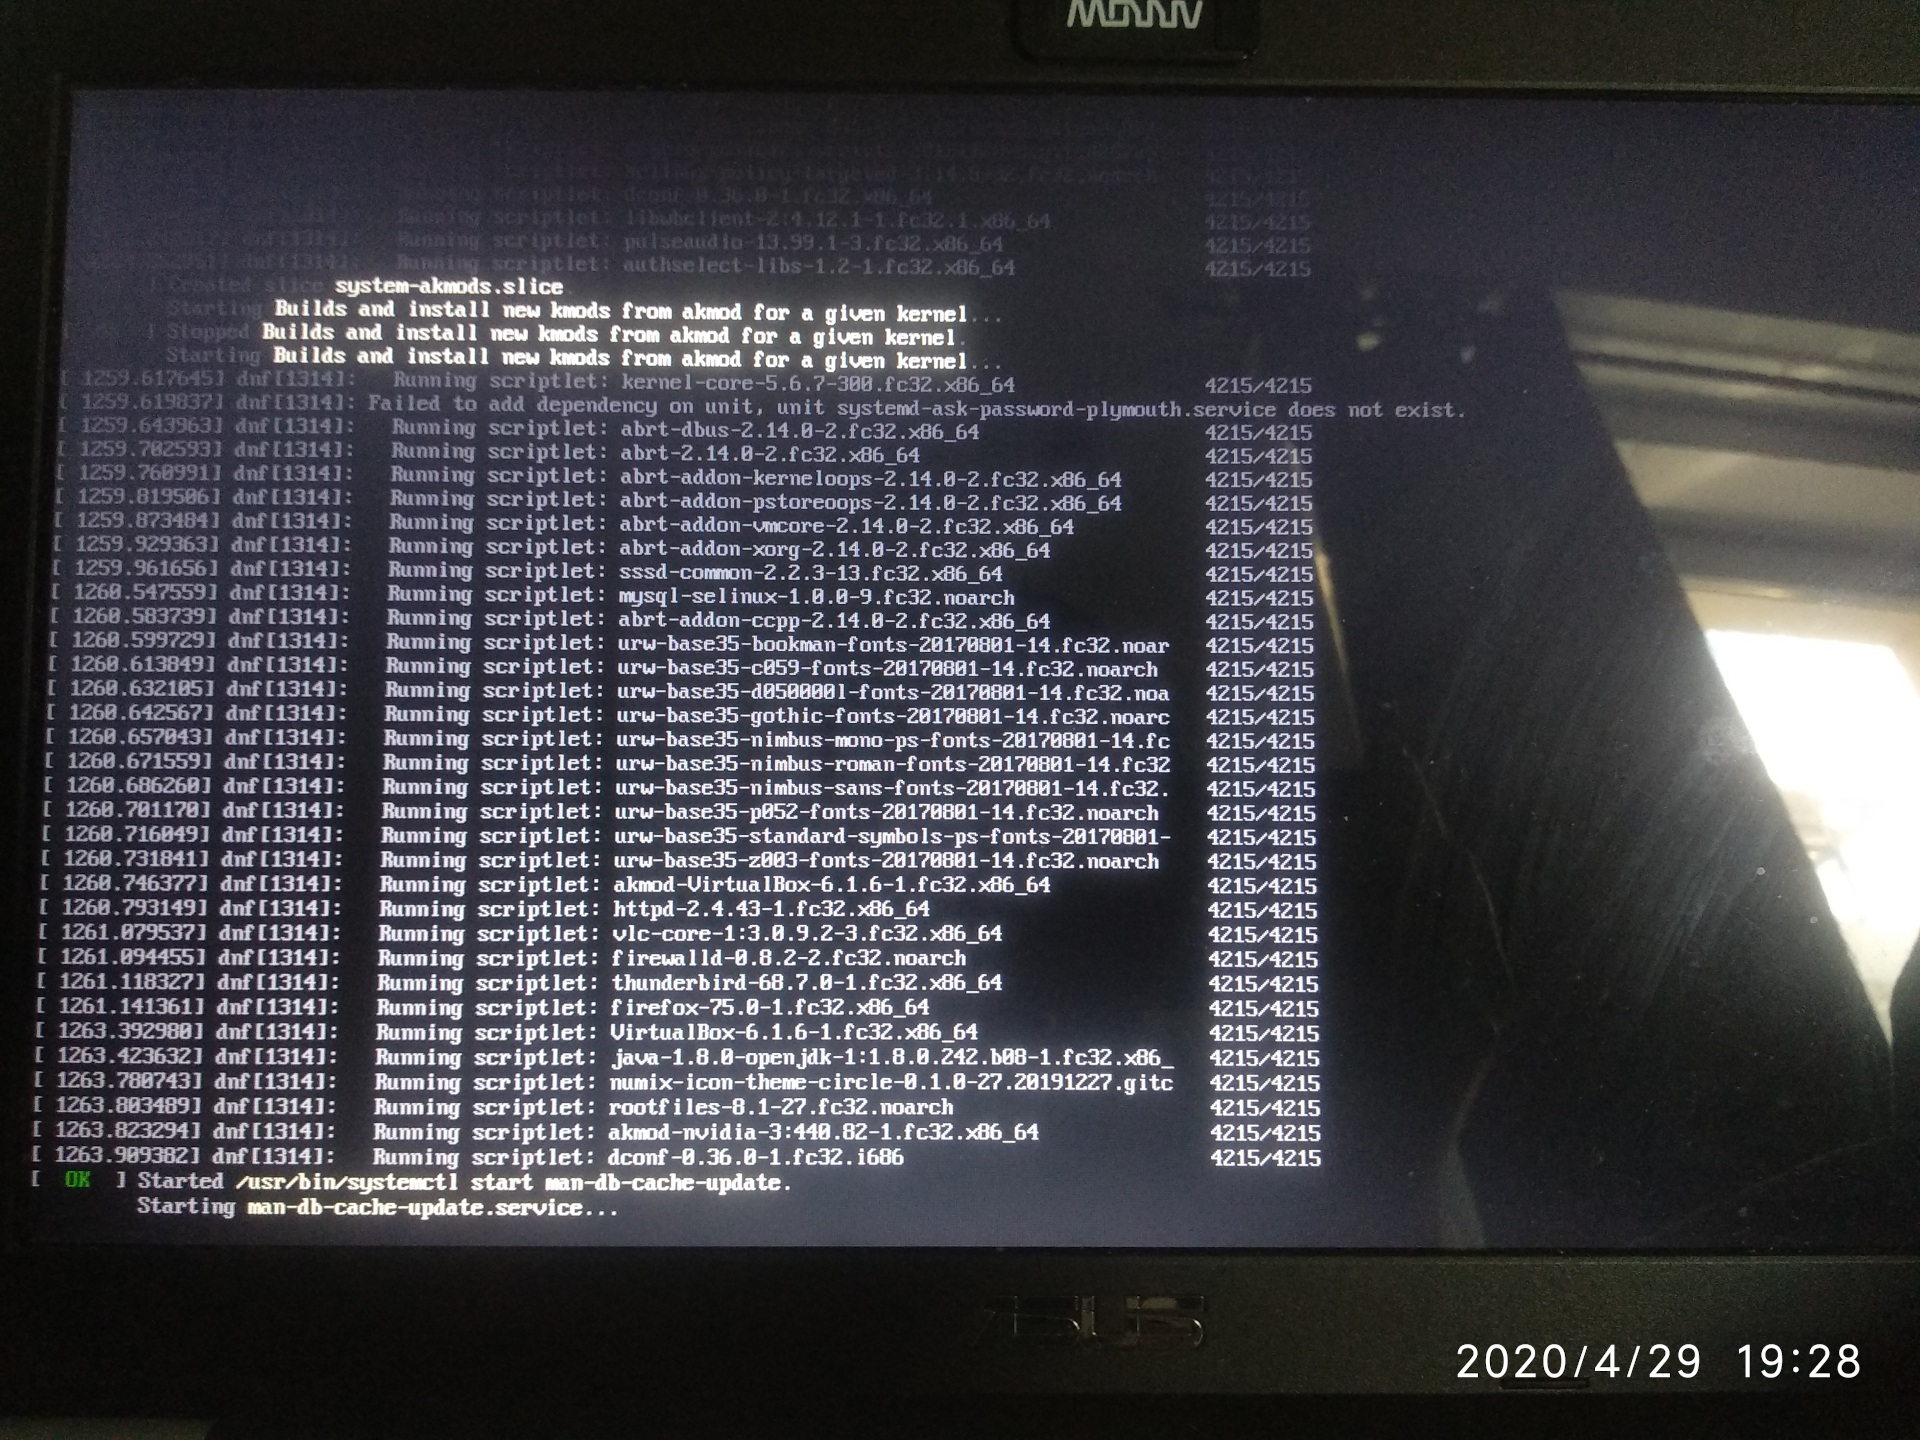 dconf-0.36.0-1.fc32.x86_64 4215/4215
Running scriptlet: libwbclient-2:4.12.1-1.fc32.1.x86_64 4215/4215
Running scriptlet: pulseaudio-13.99.1-3.fc32.x86_64 4215/4215
Running scriptlet: authselect-libs-1.2-1.fc32.x86_64 4215/4215
] Created slice system-akmods.slice
Starting Builds and install new kmods from akmod for a given kernel...
] Stopped Builds and install new kmods from akmod for a given kernel.
Starting Builds and install new kmods from akmod for a given kernel...
[ 1259.617645] dnf[1314]: Running scriptlet: kernel-core-5.6.7-300.fc32.x86_64 4215/4215
[ 1259.619837] dnf[1314]: Failed to add dependency on unit, unit systemd-ask-password-plymouth.service does not exist.
[ 1259.643963] dnf[1314]: Running scriptlet: abrt-dbus-2.14.0-2.fc32.x86_64 4215/4215
[ 1259.702593] dnf[1314]: Running scriptlet: abrt-2.14.0-2.fc32.x86_64 4215/4215
[ 1259.760991] dnf[1314]: Running scriptlet: abrt-addon-kerneloops-2.14.0-2.fc32.x86_64 4215/4215
[ 1259.819506] dnf[1314]: Running scriptlet: abrt-addon-pstoreoops-2.14.0-2.fc32.x86_64 4215/4215
[ 1259.873484] dnf[1314]: Running scriptlet: abrt-addon-vmcore-2.14.0-2.fc32.x86_64 4215/4215
[ 1259.929363] dnf[1314]: Running scriptlet: abrt-addon-xorg-2.14.0-2.fc32.x86_64 4215/4215
[ 1259.961656] dnf[1314]: Running scriptlet: sssd-common-2.2.3-13.fc32.x86_64 4215/4215
[ 1260.547559] dnf[1314]: Running scriptlet: mysql-selinux-1.0.0-9.fc32.noarch 4215/4215
[ 1260.583739] dnf[1314]: Running scriptlet: abrt-addon-ccpp-2.14.0-2.fc32.x86_64 4215/4215
[ 1260.599729] dnf[1314]: Running scriptlet: urw-base35-bookman-fonts-20170801-14.fc32.noar 4215/4215
[ 1260.613849] dnf[1314]: Running scriptlet: urw-base35-c059-fonts-20170801-14.fc32.noarch 4215/4215
[ 1260.632105] dnf[1314]: Running scriptlet: urw-base35-d050000l-fonts-20170801-14.fc32.noa 4215/4215
[ 1260.642567] dnf[1314]: Running scriptlet: urw-base35-gothic-fonts-20170801-14.fc32.noarc 4215/4215
[ 1260.657043] dnf[1314]: Running scriptlet: urw-base35-nimbus-mono-ps-fonts-20170801-14.fc 4215/4215
[ 1260.671559] dnf[1314]: Running scriptlet: urw-base35-nimbus-roman-fonts-20170801-14.fc32 4215/4215
[ 1260.686260] dnf[1314]: Running scriptlet: urw-base35-nimbus-sans-fonts-20170801-14.fc32. 4215/4215
[ 1260.701170] dnf[1314]: Running scriptlet: urw-base35-p052-fonts-20170801-14.fc32.noarch 4215/4215
[ 1260.716049] dnf[1314]: Running scriptlet: urw-base35-standard-symbols-ps-fonts-20170801- 4215/4215
[ 1260.731841] dnf[1314]: Running scriptlet: urw-base35-z003-fonts-20170801-14.fc32.noarch 4215/4215
[ 1260.746377] dnf[1314]: Running scriptlet: akmod-VirtualBox-6.1.6-1.fc32.x86_64 4215/4215
[ 1260.793149] dnf[1314]: Running scriptlet: httpd-2.4.43-1.fc32.x86_64 4215/4215
[ 1261.079537] dnf[1314]: Running scriptlet: vlc-core-1:3.0.9.2-3.fc32.x86_64 4215/4215
[ 1261.094455] dnf[1314]: Running scriptlet: firewalld-0.8.2-2.fc32.noarch 4215/4215
[ 1261.118327] dnf[1314]: Running scriptlet: thunderbird-68.7.0-1.fc32.x86_64 4215/4215
[ 1261.141361] dnf[1314]: Running scriptlet: firefox-75.0-1.fc32.x86_64 4215/4215
[ 1263.392980] dnf[1314]: Running scriptlet: VirtualBox-6.1.6-1.fc32.x86_64 4215/4215
[ 1263.423632] dnf[1314]: Running scriptlet: java-1.8.0-openjdk-1:1.8.0.242.b08-1.fc32.x86_ 4215/4215
[ 1263.780743] dnf[1314]: Running scriptlet: numix-icon-theme-circle-0.1.0-27.20191227.gitc 4215/4215
[ 1263.803489] dnf[1314]: Running scriptlet: rootfiles-8.1-27.fc32.noarch 4215/4215
[ 1263.823294] dnf[1314]: Running scriptlet: akmod-nvidia-3:440.82-1.fc32.x86_64 4215/4215
[ 1263.909382] dnf[1314]: Running scriptlet: dconf-0.36.0-1.fc32.i686 4215/4215
[ OK ] Started /usr/bin/systemctl start man-db-cache-update.
Starting man-db-cache-update.service...
ASUS
2020/4/29 19:28